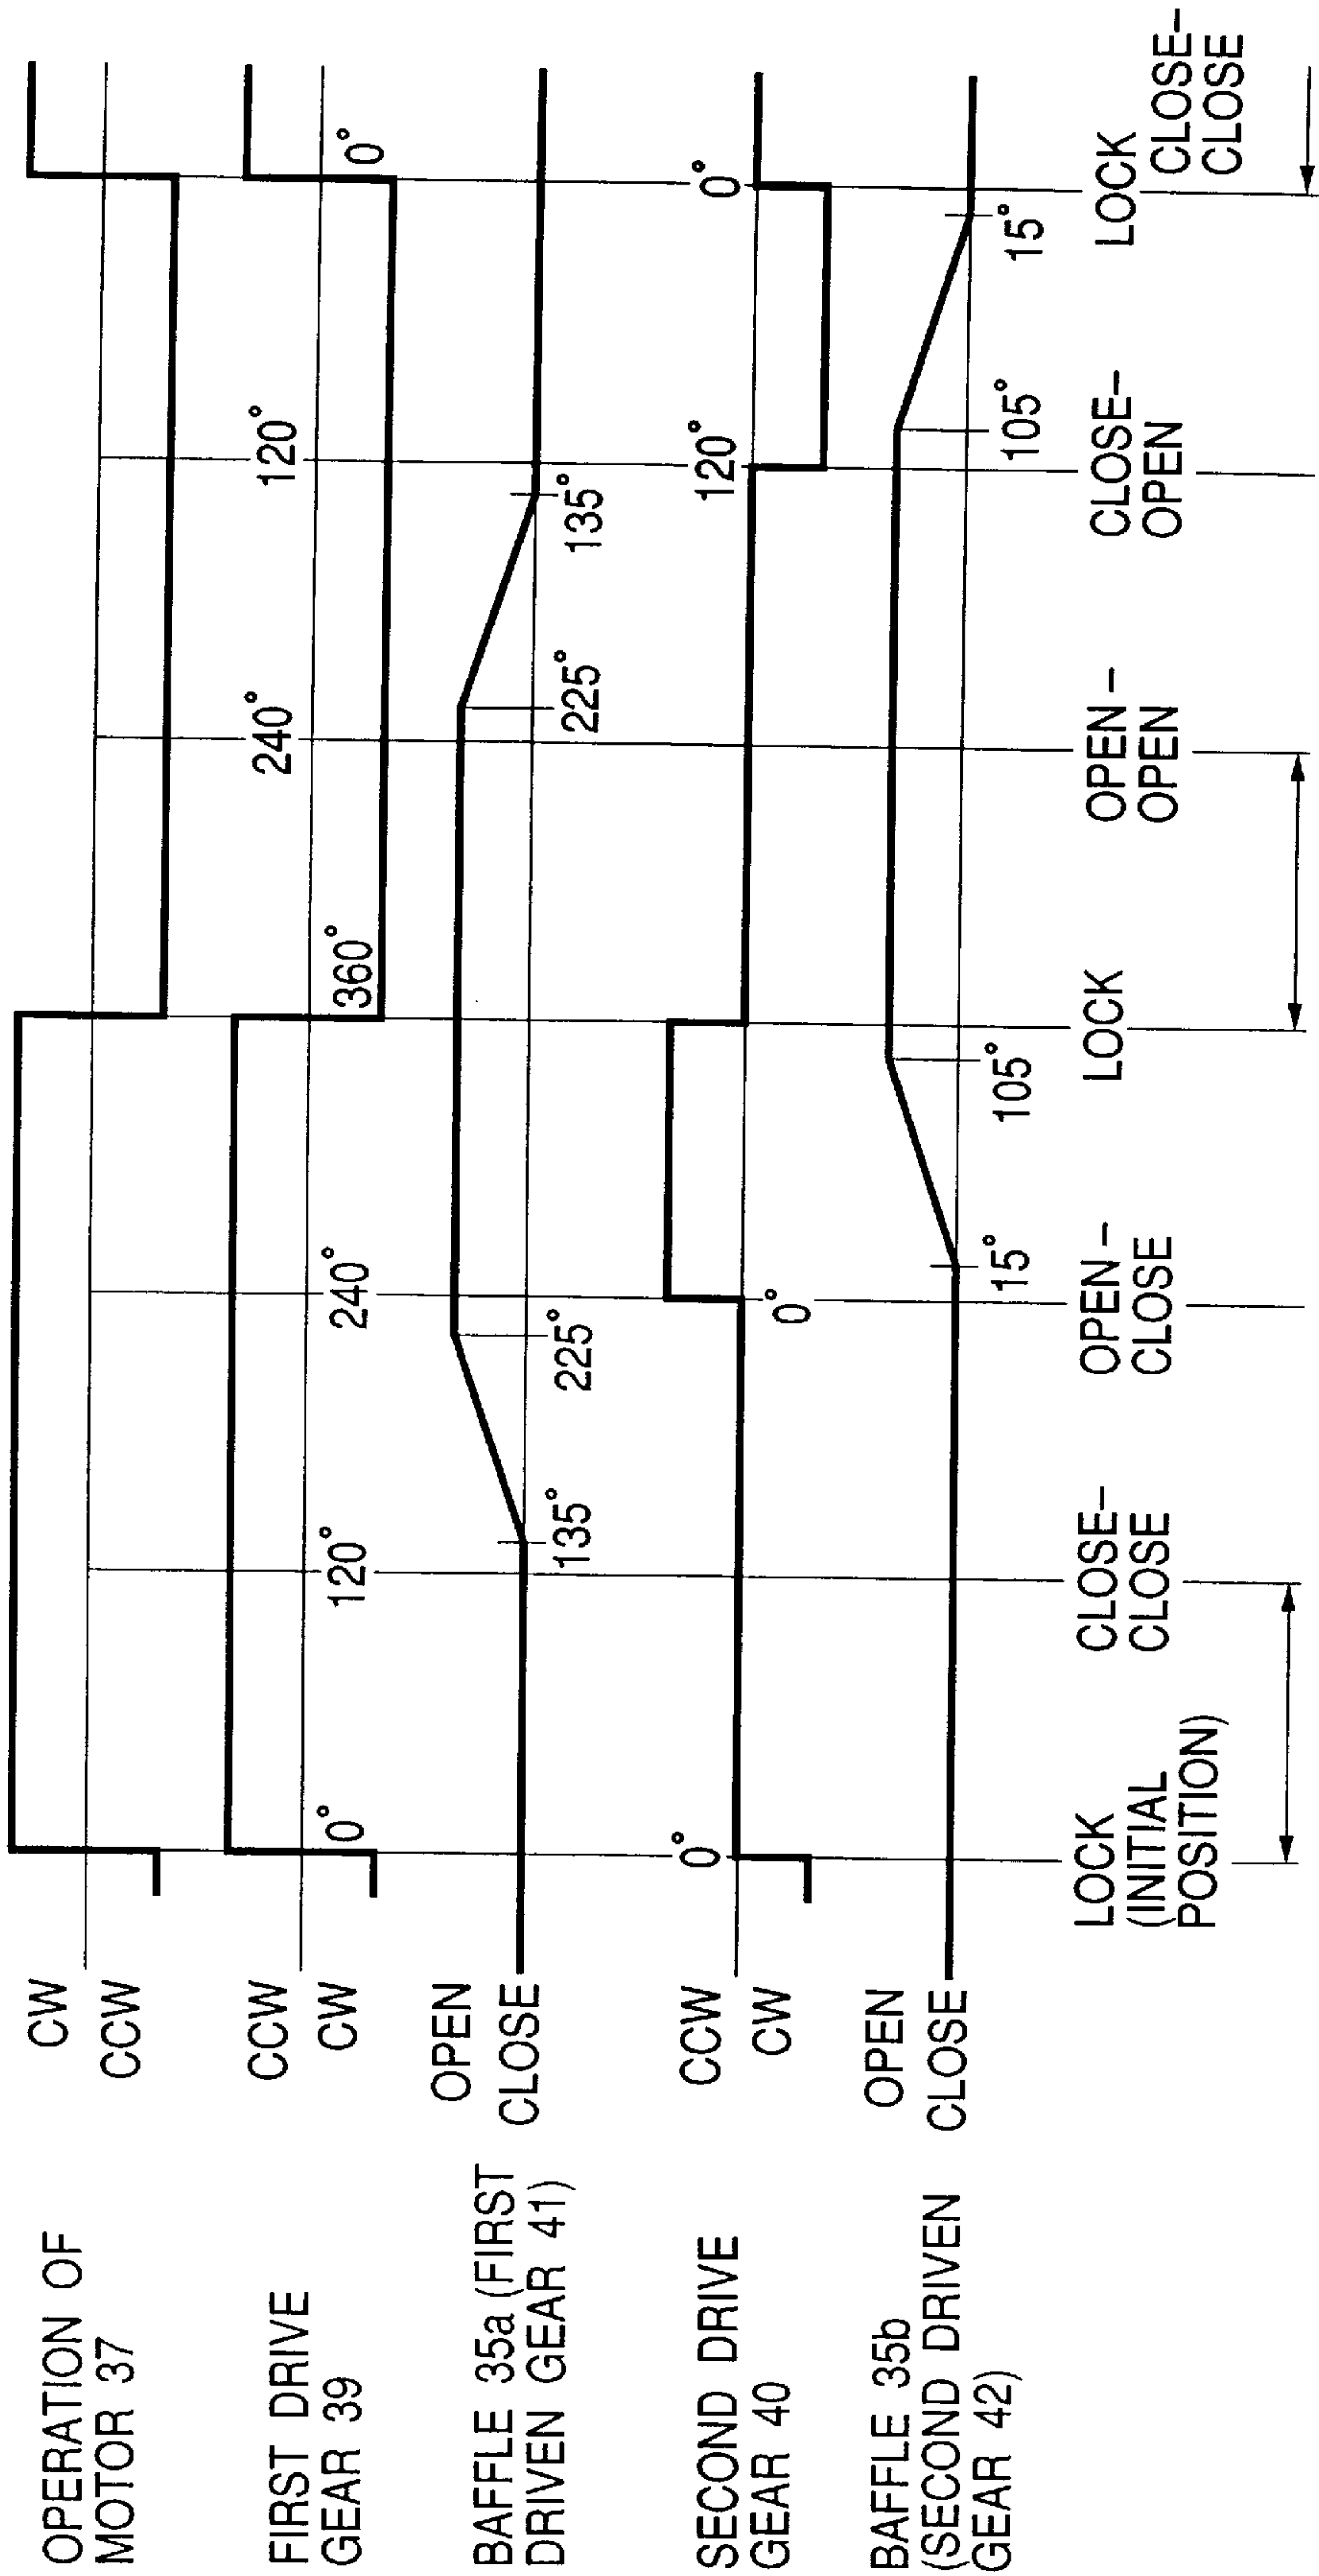 OPERATION OF
MOTOR 37
CW
CCW
FIRST DRIVE
GEAR 39
CCW
CW
0°
120°
240°
360°
240°
120°
0°
BAFFLE 35a (FIRST
DRIVEN GEAR 41)
OPEN
CLOSE
135°
225°
225°
135°
SECOND DRIVE
GEAR 40
CCW
CW
0°
0°
120°
0°
BAFFLE 35b
(SECOND DRIVEN
GEAR 42)
OPEN
CLOSE
15°
105°
105°
15°
LOCK
(INITIAL
POSITION)
CLOSE–
CLOSE
OPEN –
CLOSE
LOCK
OPEN –
OPEN
CLOSE–
OPEN
LOCK
CLOSE–
CLOSE